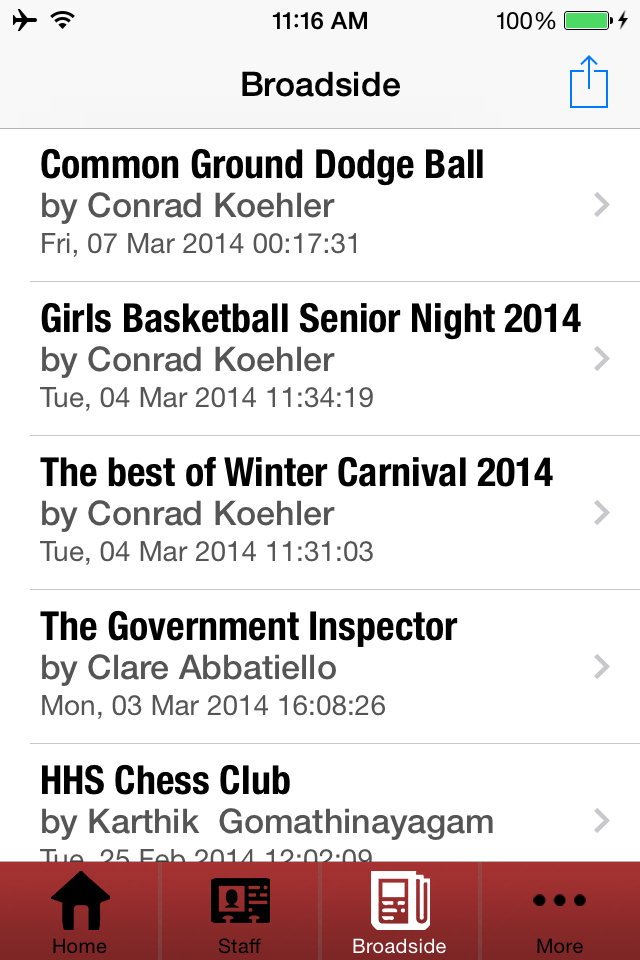 11:16 AM
100%
Broadside
Common Ground Dodge Ball
by Conrad Koehler
Fri, 07 Mar 2014 00:17:31
Girls Basketball Senior Night 2014
by Conrad Koehler
Tue, 04 Mar 2014 11:34:19
The best of Winter Carnival 2014
by Conrad Koehler
Tue, 04 Mar 2014 11:31:03
The Government Inspector
by Clare Abbatiello
Mon, 03 Mar 2014 16:08:26
HHS Chess Club
by Karthik  Gomathinayagam
Tue, 25 Feb 2014 12:02:09
Home
Staff
Broadside
More